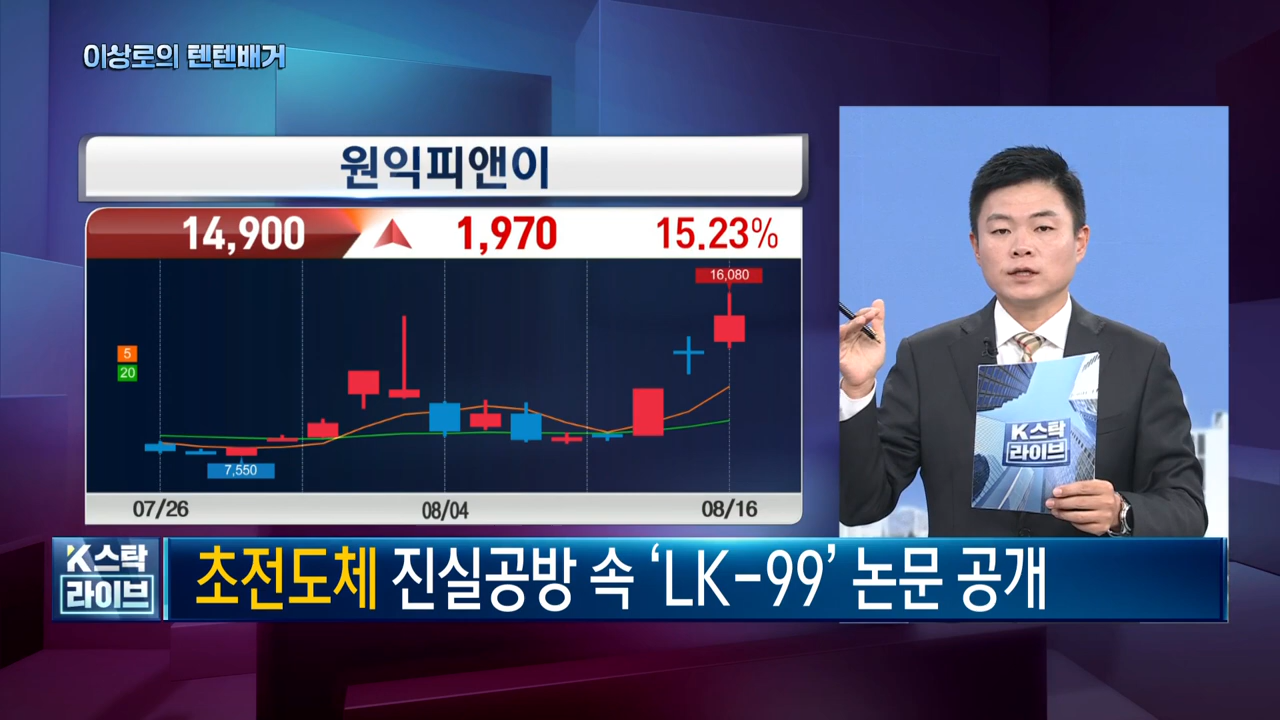 이상로의 텐텐배거
원익피앤이
14,900 ▲ 1,970 15.23%
16,080
5
20
7,550
07/26 08/04 08/16
K스탁
라이브
K스탁
라이브
초전도체 진실공방 속 ‘LK-99’ 논문 공개